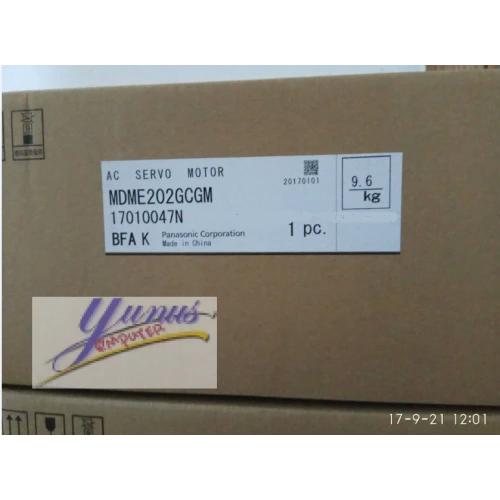 AC SERVO MOTOR
20170101
9.6
kg
MDME202GCGM
17010047N
BFA K
Panasonic Corporation
Made in China
1 pc.
Yunus
COMPUTER
17-9-21 12:01